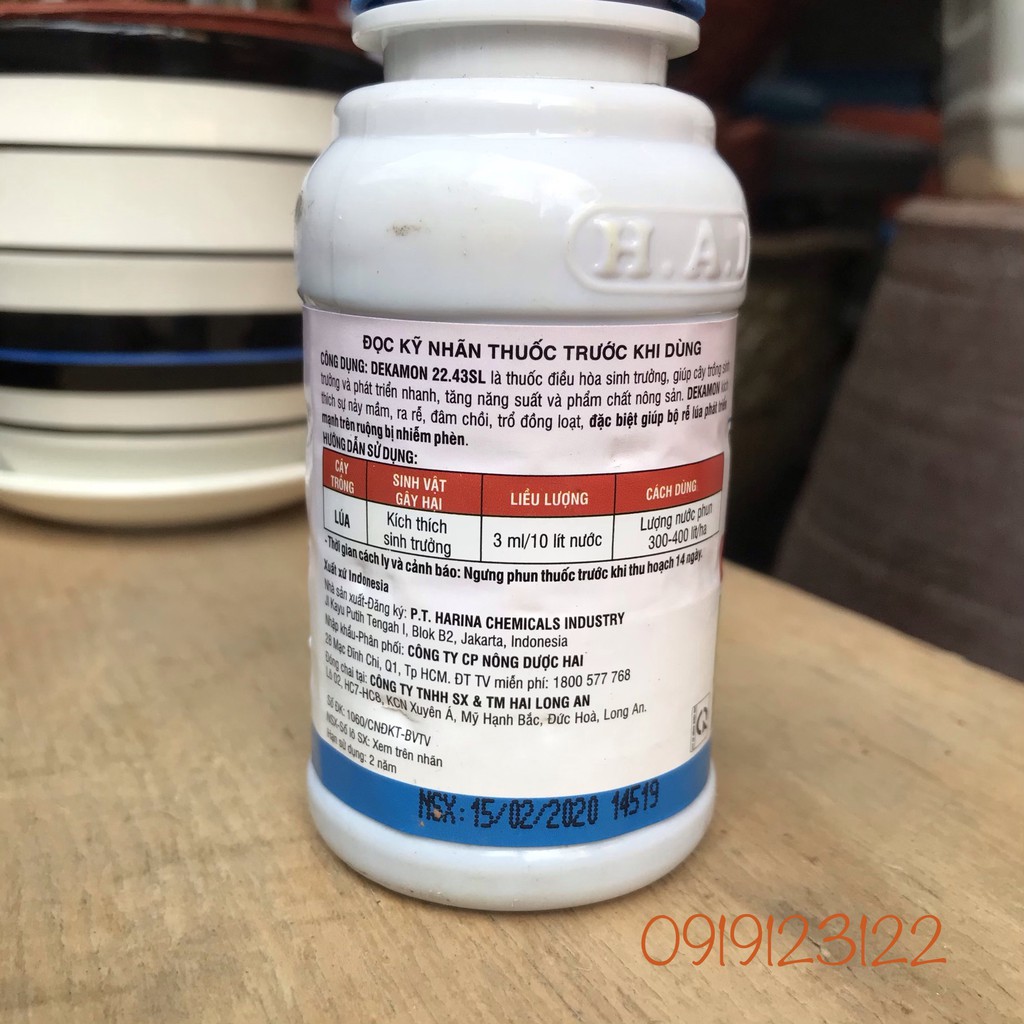 H.A.
ĐỌC KỸ NHÃN THUỐC TRƯỚC KHI DÙNG
CÔNG DỤNG: DEKAMON 22.43SL là thuốc điều hòa sinh trưởng, giúp cây trồng sinh
trưởng và phát triển nhanh, tăng năng suất và phẩm chất nông sản. DEKAMON kích
thích sự nảy mầm, ra rễ, đâm chồi, trổ đồng loạt, đặc biệt giúp bộ rễ lúa phát triển
mạnh trên ruộng bị nhiễm phèn.
HƯỚNG DẪN SỬ DỤNG:
CÂY TRỒNG SINH VẬT GÂY HẠI LIỀU LƯỢNG CÁCH DÙNG
LÚA Kích thích sinh trưởng 3 ml/10 lít nước Lượng nước phun 300-400 lít/ha
- Thời gian cách ly và cảnh báo: Ngưng phun thuốc trước khi thu hoạch 14 ngày.
Xuất xứ Indonesia
Nhà sản xuất-Đăng ký: P.T. HARINA CHEMICALS INDUSTRY
Jl Kayu Putih Tengah I, Blok B2, Jakarta, Indonesia
Nhập khẩu-Phân phối: CÔNG TY CP NÔNG DƯỢC HAI
28 Mạc Đĩnh Chi, Q1, Tp HCM. ĐT TV miễn phí: 1800 577 768
Đóng chai tại: CÔNG TY TNHH SX & TM HAI LONG AN
Lô 02, HC7-HC8, KCN Xuyên Á, Mỹ Hạnh Bắc, Đức Hoà, Long An.
Số ĐK: 1060/CNĐKT-BVTV
NSX-Số lô SX: Xem trên nhãn
Hạn sử dụng: 2 năm
NSX: 15/02/2020 14519
0919123122